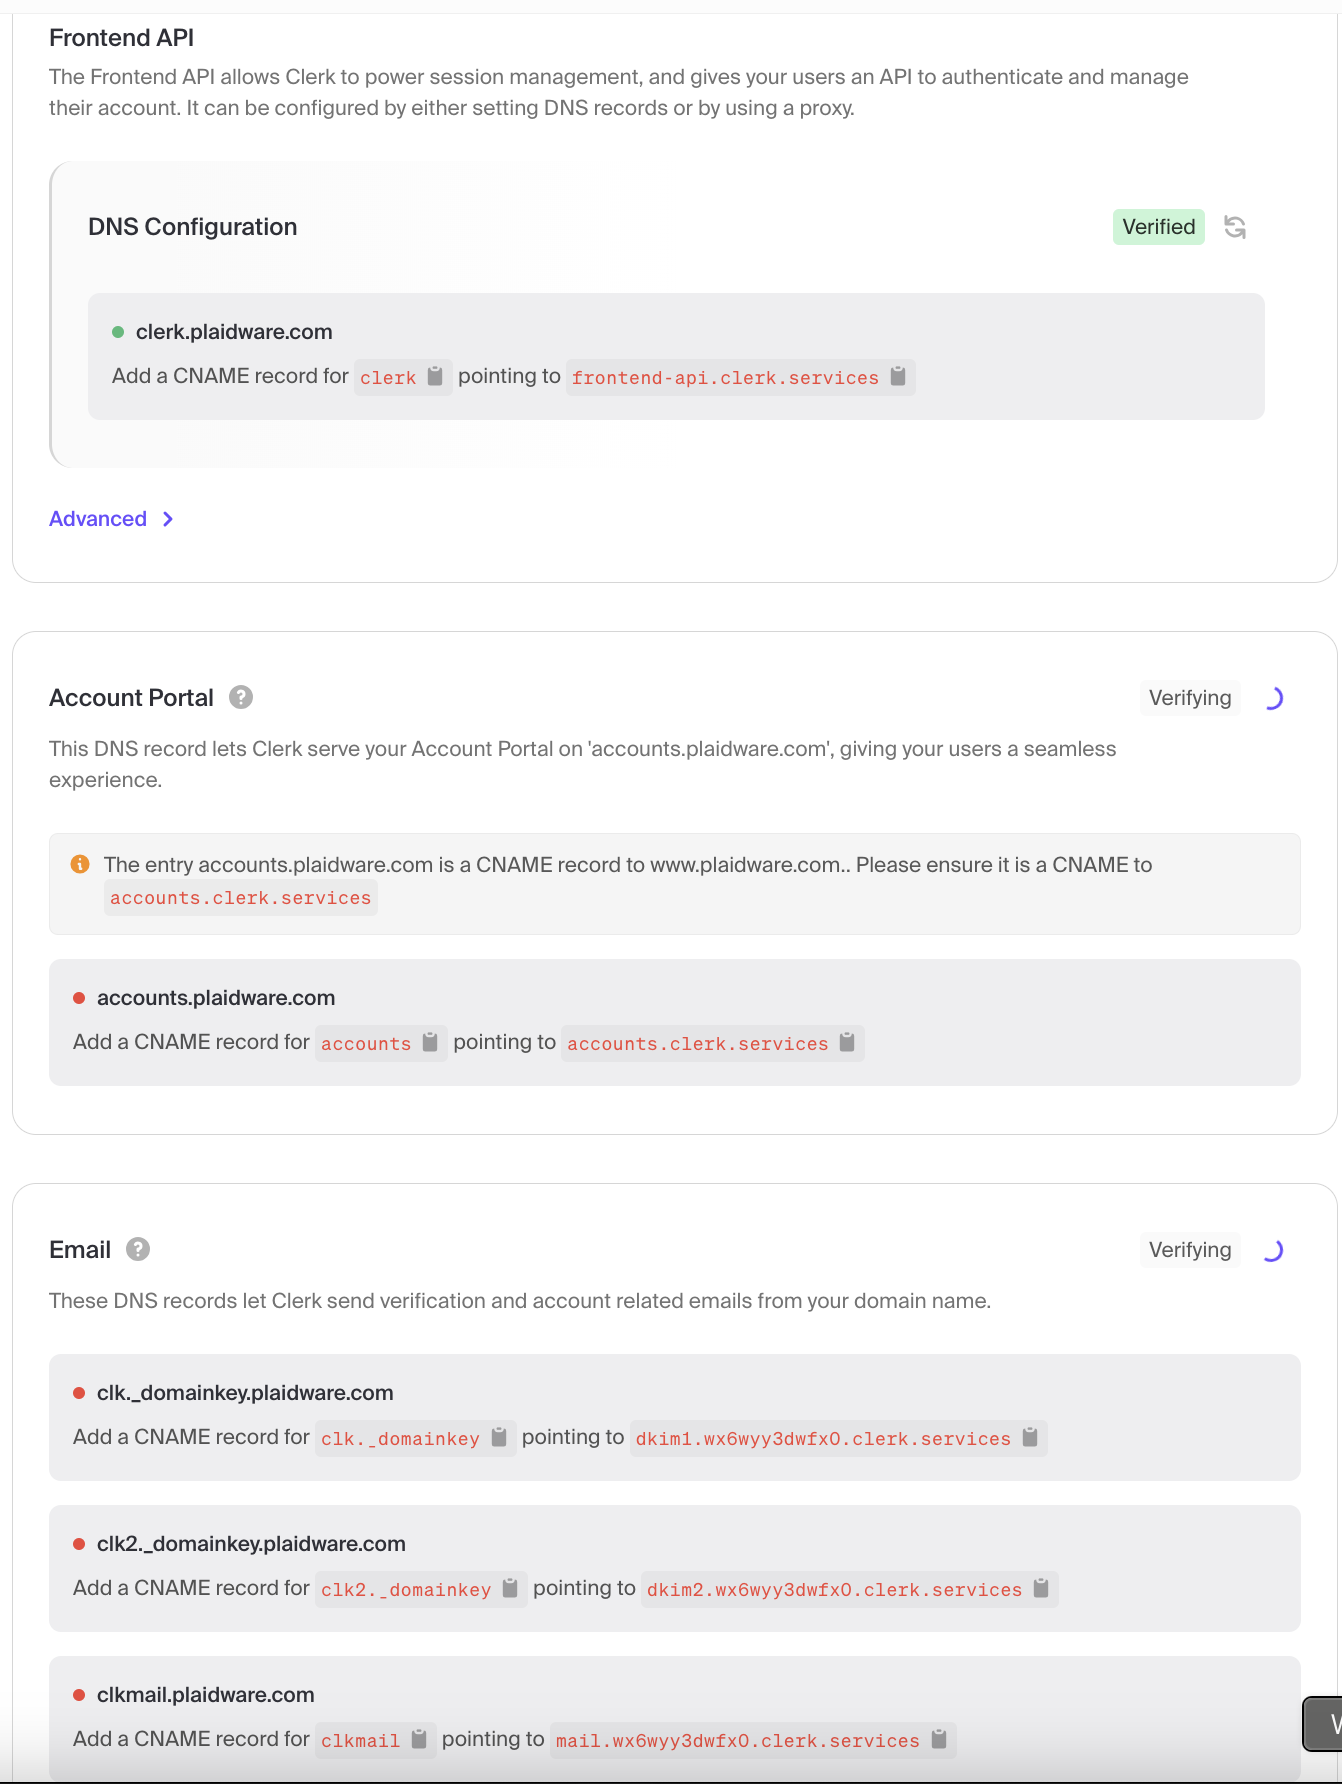 Frontend API
The Frontend API allows Clerk to power session management, and gives your users an API to authenticate and manage
their account. It can be configured by either setting DNS records or by using a proxy.
DNS Configuration
Verified
clerk.plaidware.com
Add a CNAME record for clerk pointing to frontend-api.clerk.services
Advanced
Account Portal ?
Verifying
This DNS record lets Clerk serve your Account Portal on 'accounts.plaidware.com', giving your users a seamless
experience.
The entry accounts.plaidware.com is a CNAME record to www.plaidware.com.. Please ensure it is a CNAME to
accounts.clerk.services
accounts.plaidware.com
Add a CNAME record for accounts pointing to accounts.clerk.services
Email ?
Verifying
These DNS records let Clerk send verification and account related emails from your domain name.
clk._domainkey.plaidware.com
Add a CNAME record for clk._domainkey pointing to dkim1.wx6wyy3dwfx0.clerk.services
clk2._domainkey.plaidware.com
Add a CNAME record for clk2._domainkey pointing to dkim2.wx6wyy3dwfx0.clerk.services
clkmail.plaidware.com
Add a CNAME record for clkmail pointing to mail.wx6wyy3dwfx0.clerk.services